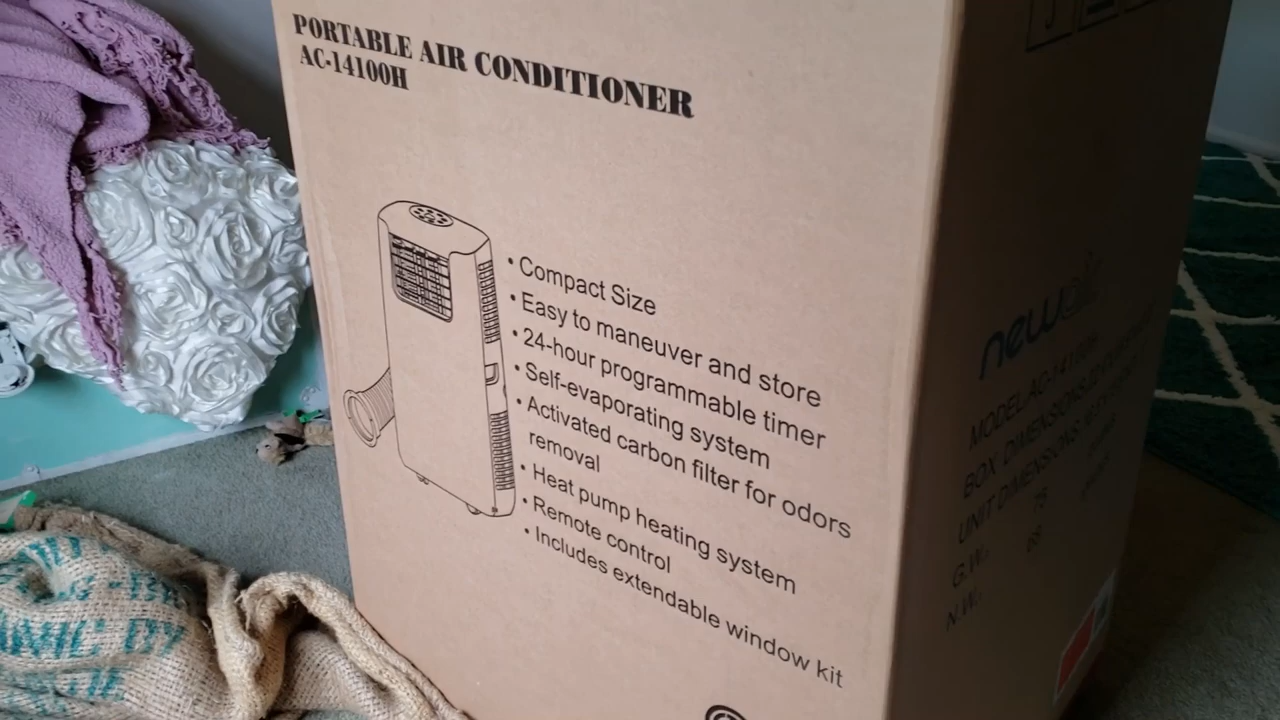 PORTABLE AIR CONDITIONER
AC-14100H
• Compact Size
• Easy to maneuver and store
• 24-hour programmable timer
• Self-evaporating system
• Activated carbon filter for odors
removal
• Heat pump heating system
• Remote control
• Includes extendable window kit
newair
MODEL:AC-14100H
BOX DIMENSIONS
UNIT DIMENSIONS
G.W.
N.W.